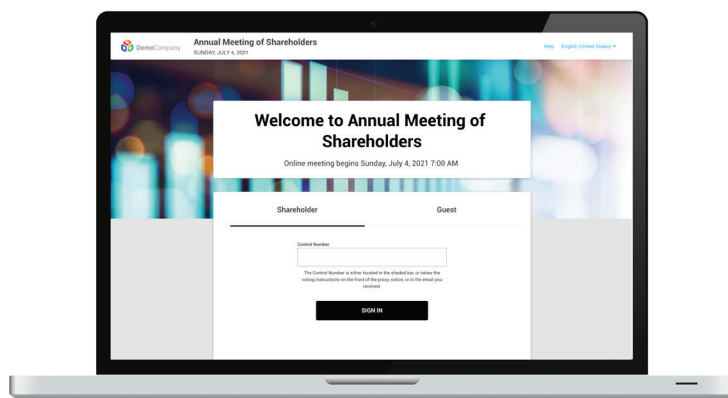 DemoCompany
Annual Meeting of Shareholders
SUNDAY, JULY 4, 2021
Help English (United States)
Welcome to Annual Meeting of
Shareholders
Online meeting begins Sunday, July 4, 2021 7:00 AM
Shareholder Guest
Control Number
The Control Number is either located in the shaded bar, or below the
voting instructions on the front of the proxy, notice, or in the email you
received.
SIGN IN